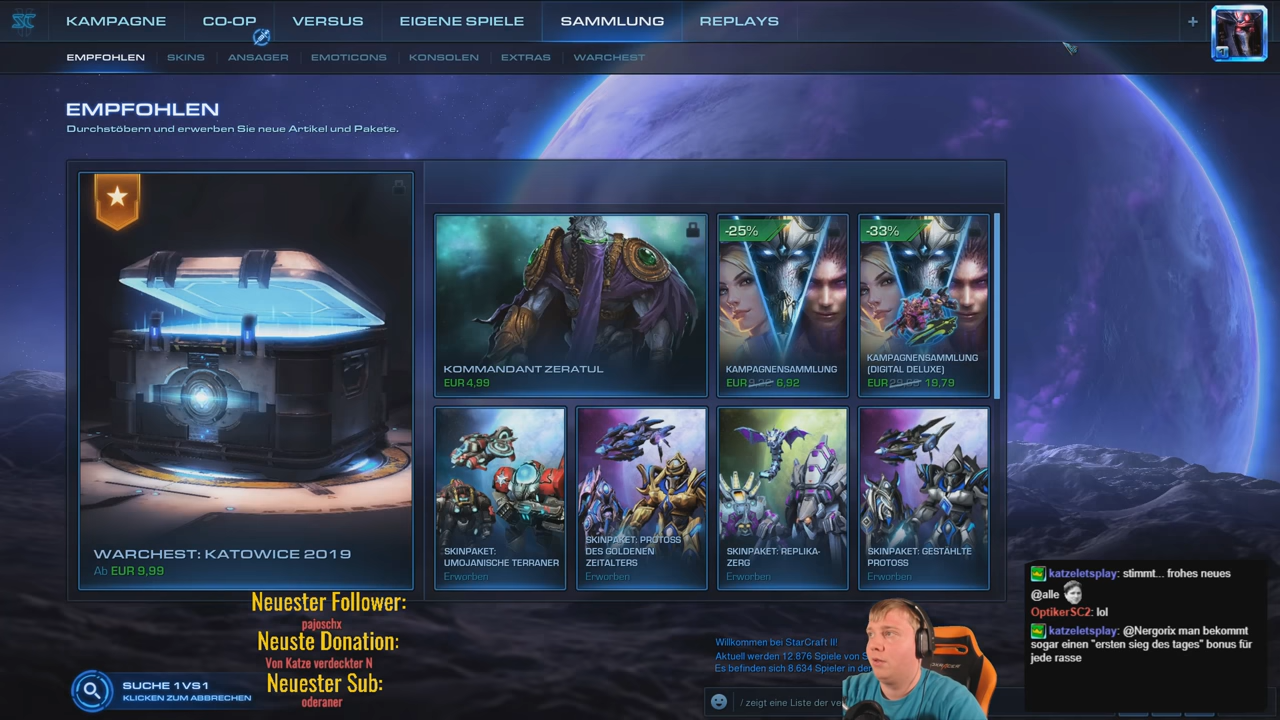 KAMPAGNE CO-OP VERSUS EIGENE SPIELE SAMMLUNG REPLAYS
EMPFOHLEN SKINS ANSAGER EMOTICONS KONSOLEN EXTRAS WARCHEST
EMPFOHLEN
Durchstöbern und erwerben Sie neue Artikel und Pakete.
WARCHEST: KATOWICE 2019
Ab EUR 9,99
KOMMANDANT ZERATUL
EUR 4,99
-25%
KAMPAGNENSAMMLUNG
EUR 6,92
-33%
KAMPAGNENSAMMLUNG
(DIGITAL DELUXE)
EUR 19,79
SKINPAKET:
UMOJANISCHE TERRANER
Erworben
SKINPAKET: PROTOSS
DES GOLDENEN
ZEITALTERS
Erworben
SKINPAKET: REPLIKA-
ZERG
Erworben
SKINPAKET: GESTÄHLTE
PROTOSS
Erworben
Neuester Follower:
pajoschx
Neuste Donation:
Von Katze verdeckter N
Neuester Sub:
oderaner
SUCHE 1VS1
KLICKEN ZUM ABBRECHEN
Willkommen bei StarCraft II!
Aktuell werden 12.876 Spiele von
Es befinden sich 8.634 Spieler in
/ zeigt eine Liste der
katzeletsplay: stimmt... frohes neues
@alle
OptikerSC2: lol
katzeletsplay: @Nergorix man bekommt
sogar einen "ersten sieg des tages" bonus für
jede rasse